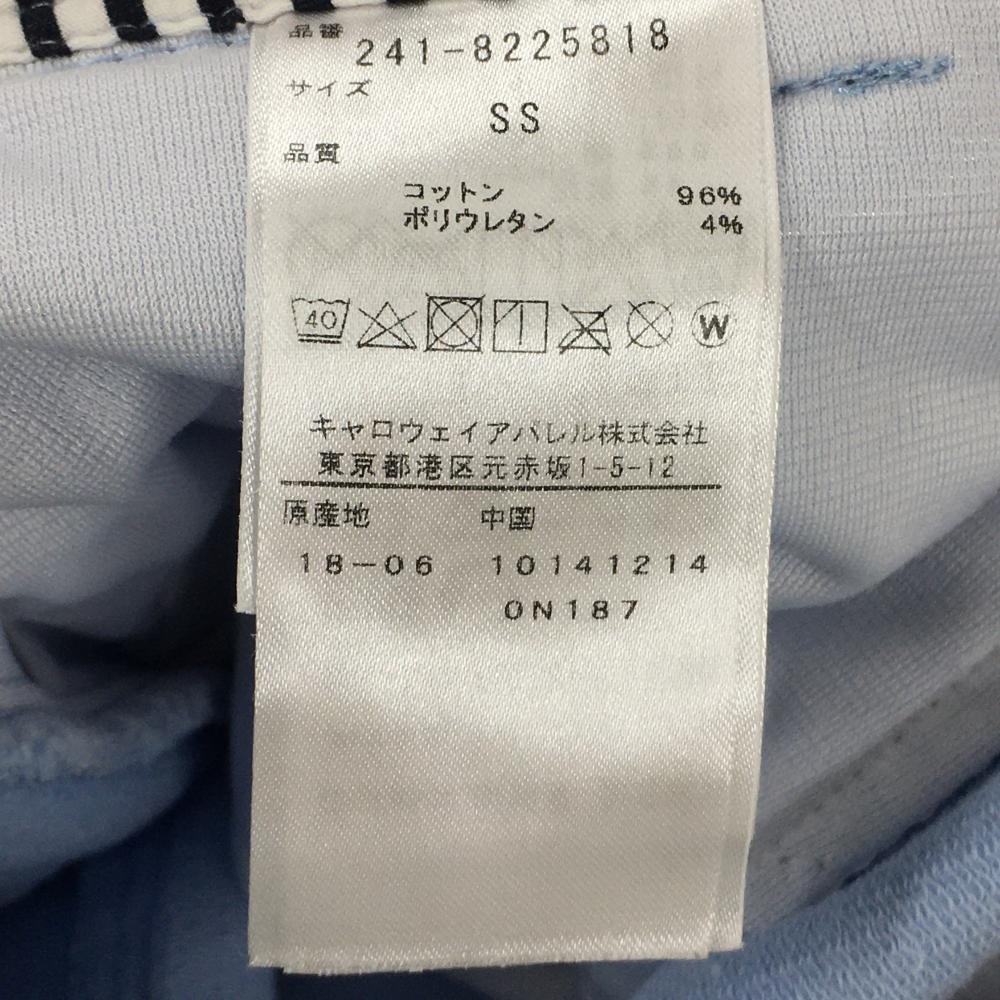 品番 241-8225818
サイズ
SS
品質
コットン 96%
ポリウレタン 4%
40 W
キャロウェイアパレル株式会社
東京都港区元赤坂1-5-12
原産地 中国
18-06 10141214
0N187